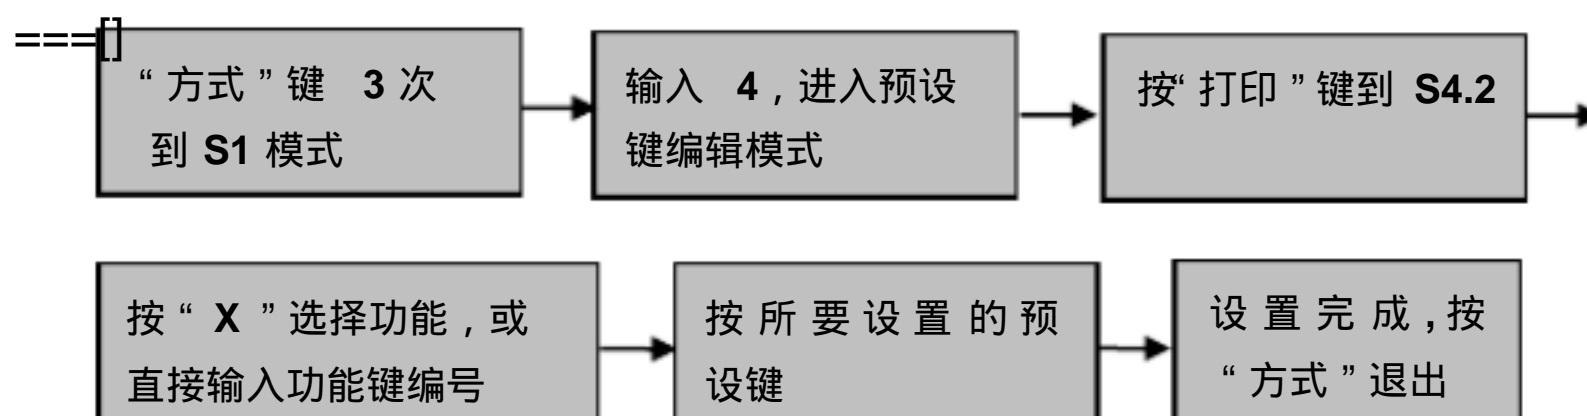 ===[]
“方式”键 3次
到 S1 模式
输入 4，进入预设
键编辑模式
按“打印”键到 S4.2
按“X”选择功能，或
直接输入功能键编号
按所要设置的预
设键
设置完成，按
“方式”退出